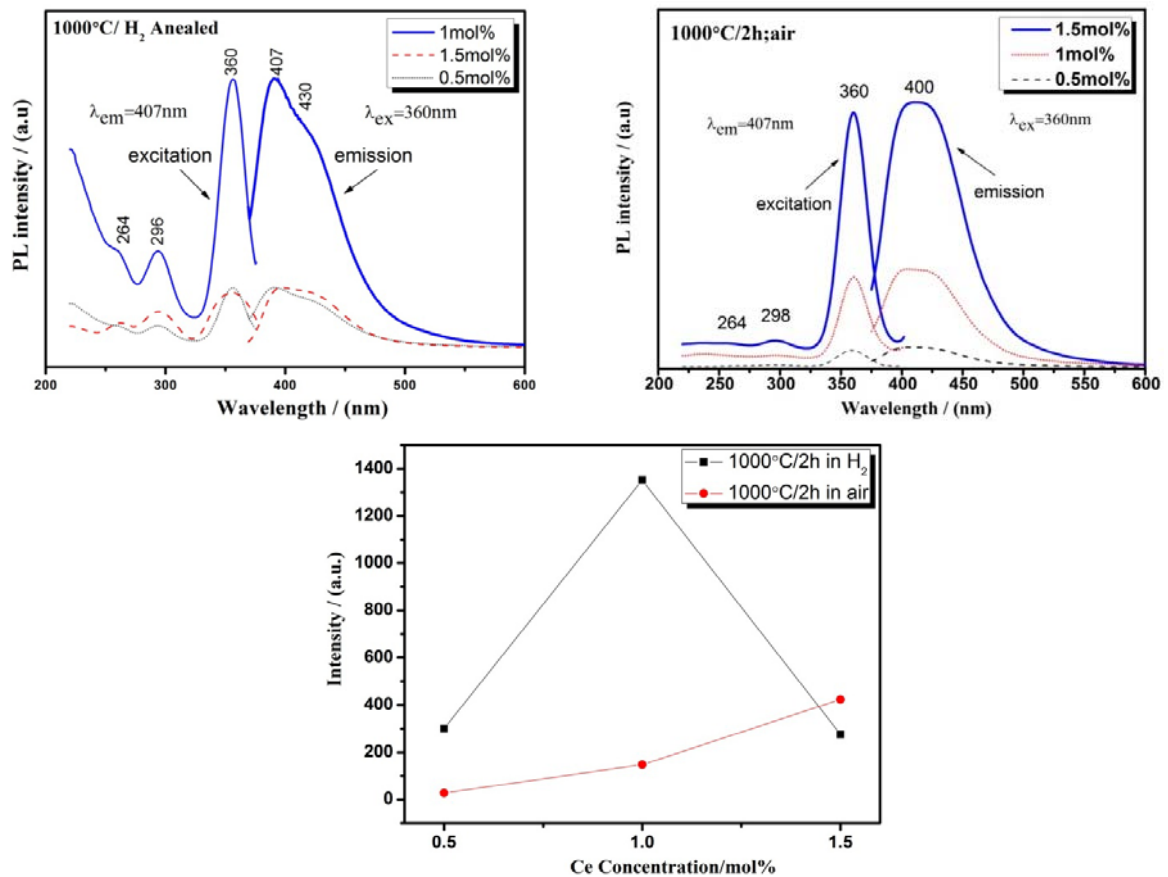 1000°C/ H₂ Anealed
1mol%
1.5mol%
0.5mol%
360
407
430
λem=407nm
λex=360nm
excitation
emission
264
296
PL intensity / (a.u)
200 300 400 500 600
Wavelength / (nm)
1000°C/2h;air
1.5mol%
1mol%
0.5mol%
360
400
λem=407nm
λex=360nm
excitation
emission
264
298
PL intensity / (a.u)
200 250 300 350 400 450 500 550 600
Wavelength / (nm)
1000°C/2h in H₂
1000°C/2h in air
1400
1200
1000
800
600
400
200
0
Intensity / (a.u.)
0.5 1.0 1.5
Ce Concentration/mol%